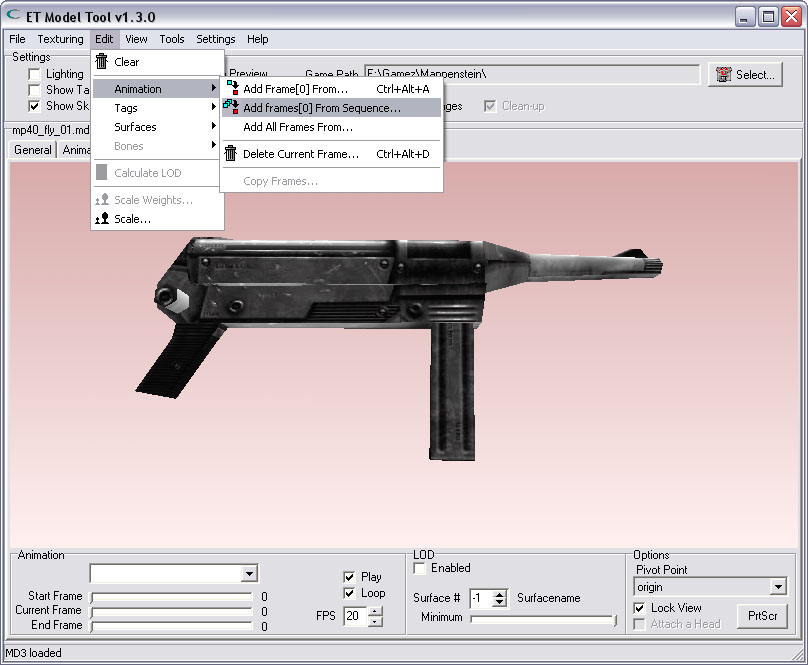 ET Model Tool v1.3.0
File Texturing Edit View Tools Settings Help
Settings
Lighting
Show Ta
Show Sk
Preview
Game Path
F:\Gamez\Mappenstein\
Select...
ges
Clean-up
Clear
Animation
Tags
Surfaces
Bones
Calculate LOD
Scale Weights...
Scale...
Add Frame[0] From... Ctrl+Alt+A
Add frames[0] From Sequence...
Add All Frames From...
Delete Current Frame... Ctrl+Alt+D
Copy Frames...
mp40_fly_01.md
General Anima
Animation
Start Frame 0
Current Frame 0
End Frame 0
Play
Loop
FPS 20
LOD
Enabled
Surface # -1 Surfacename
Minimum
Options
Pivot Point
origin
Lock View
Attach a Head
PrtScr
MD3 loaded